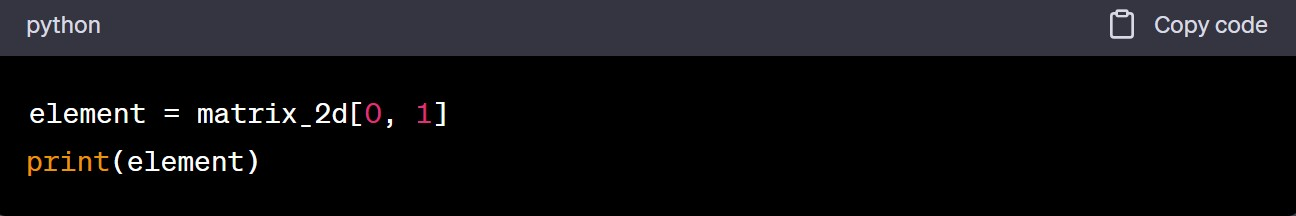 python Copy code
element = matrix_2d[0, 1]
print(element)